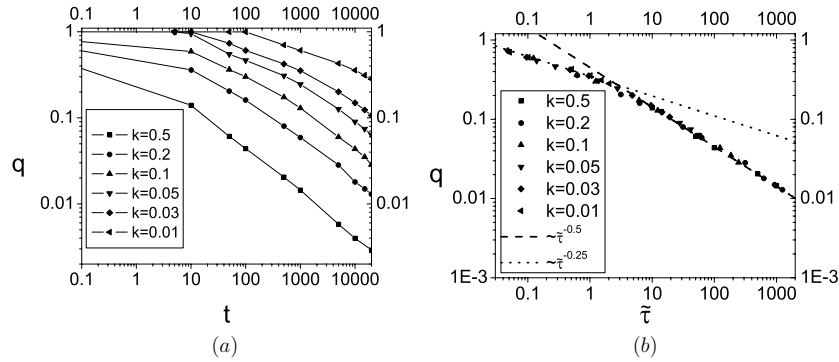 0.1 1 10 100 1000 10000
1 1
0.1 0.1
0.01 0.01
q
k=0.5
k=0.2
k=0.1
k=0.05
k=0.03
k=0.01
0.1 1 10 100 1000 10000
t
(a)
0.1 1 10 100 1000
1 1
0.1 0.1
0.01 0.01
1E-3 1E-3
q
k=0.5
k=0.2
k=0.1
k=0.05
k=0.03
k=0.01
~τ̃^-0.5
~τ̃^-0.25
0.1 1 10 100 1000
τ̃
(b)